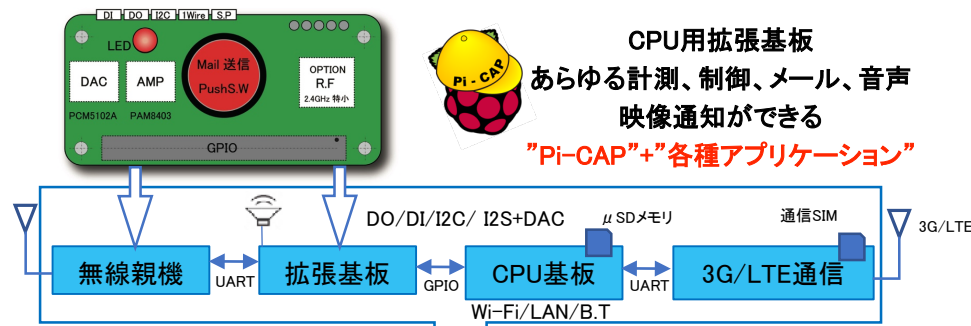 DI DO I2C 1Wire S.P
LED
Mail 送信
PushS.W
DAC
AMP
OPTION
R.F
2.4GHz 特小
PCM5102A PAM8403
GPIO
Pi-CAP
CPU用拡張基板
あらゆる計測、制御、メール、音声
映像通知ができる
”Pi-CAP”+”各種アプリケーション”
DO/DI/I2C/ I2S+DAC
μSDメモリ
通信SIM
3G/LTE
無線親機
UART
拡張基板
GPIO
CPU基板
UART
3G/LTE通信
Wi-Fi/LAN/B.T